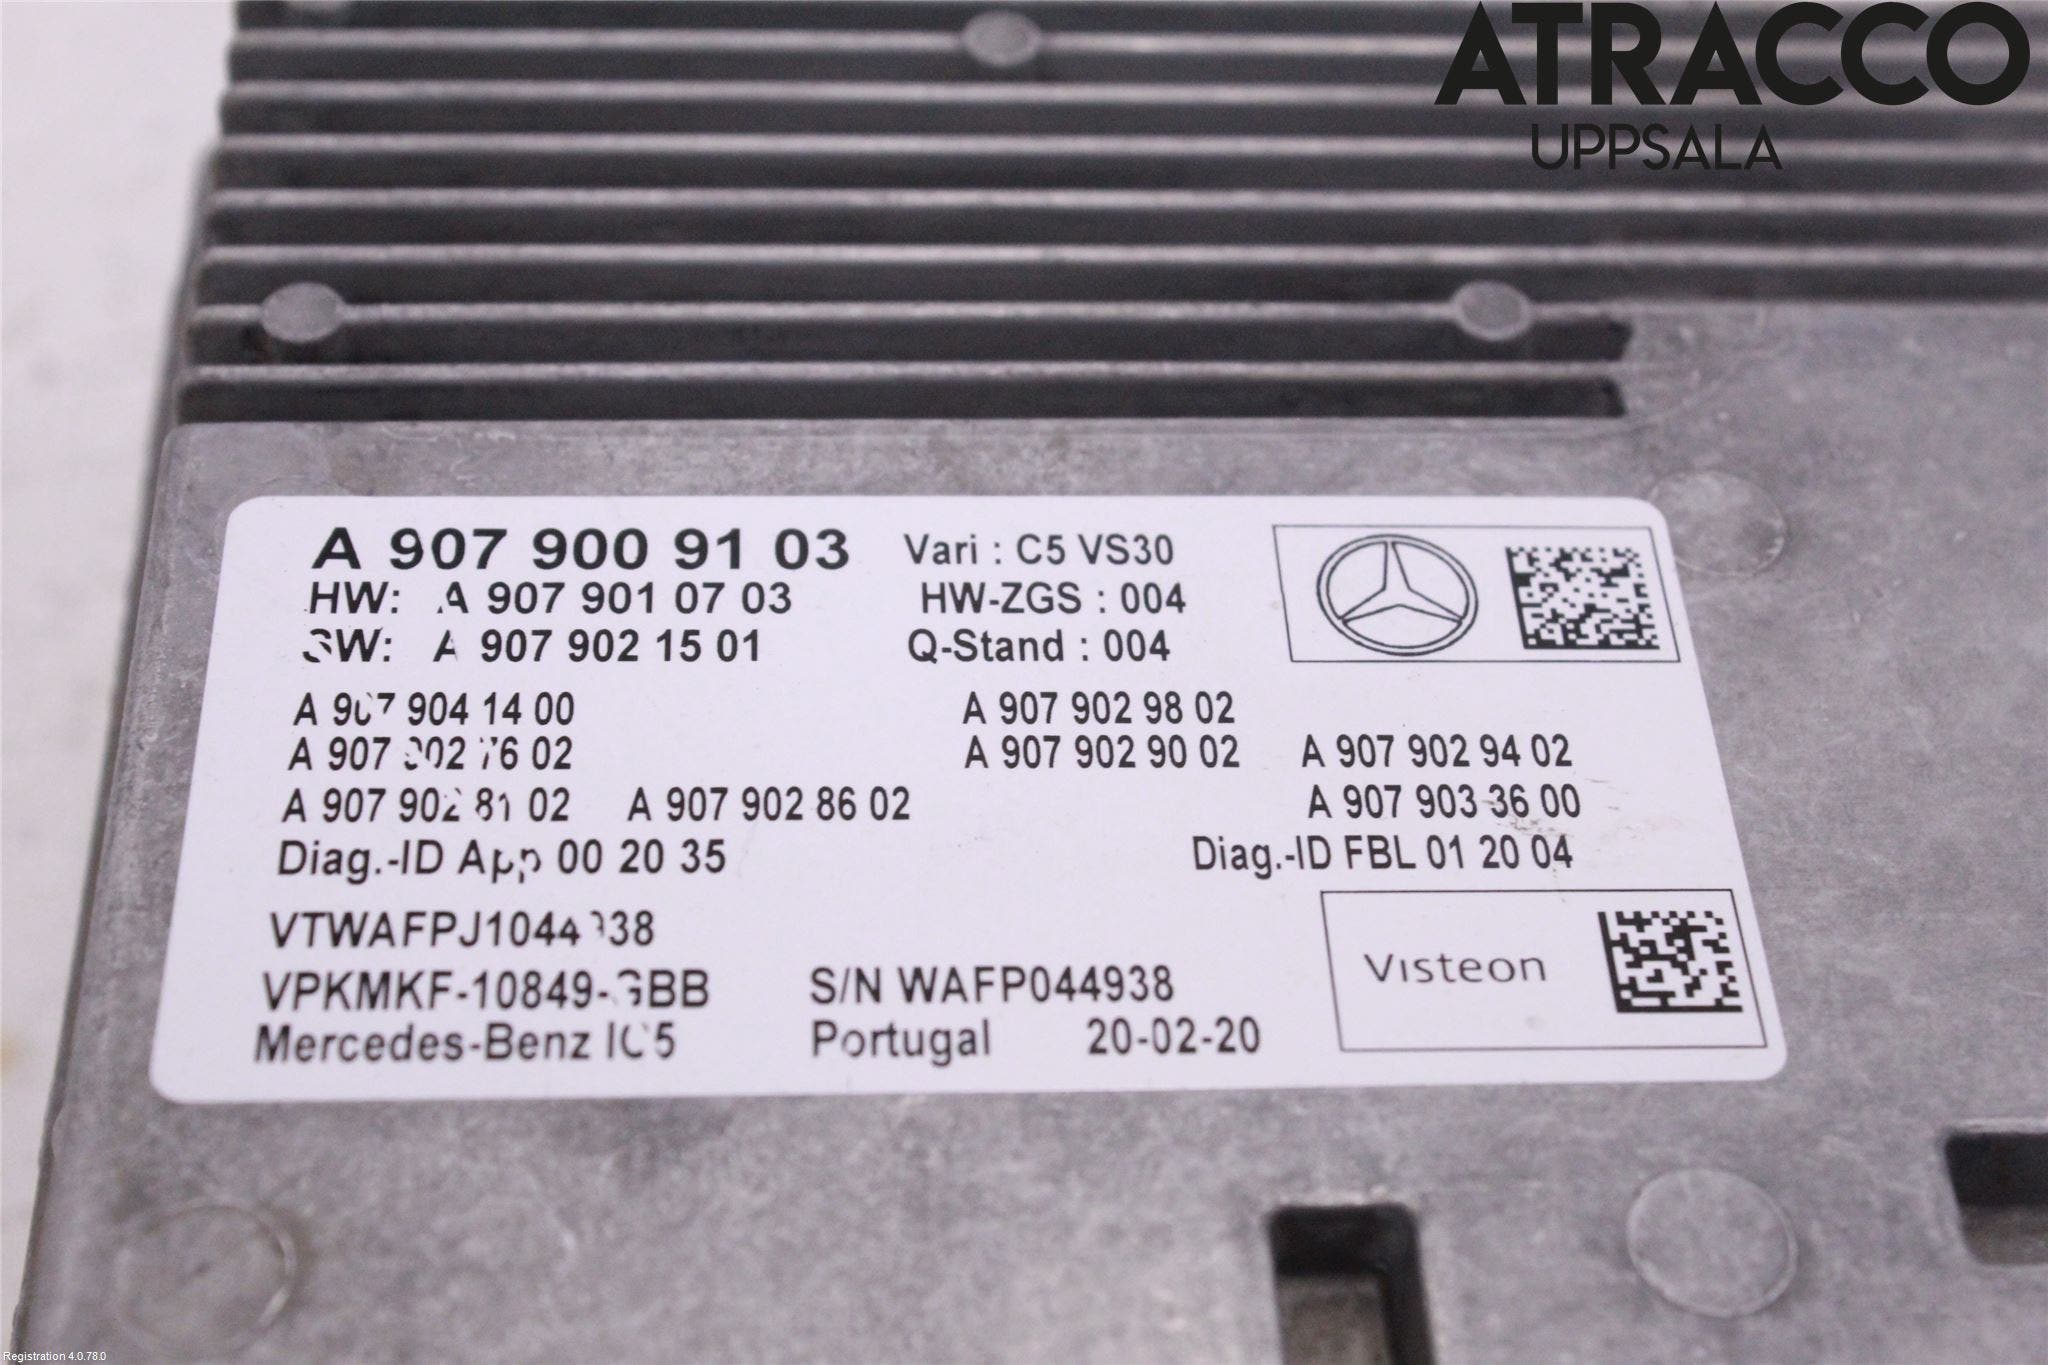 ATRACCO
UPPSALA
A 907 900 91 03 Vari : C5 VS30
HW: A 907 901 07 03 HW-ZGS : 004
SW: A 907 902 15 01 Q-Stand : 004
A 907 904 14 00 A 907 902 98 02
A 907 902 76 02 A 907 902 90 02 A 907 902 94 02
A 907 902 81 02 A 907 902 86 02 A 907 903 36 00
Diag.-ID App 00 20 35 Diag.-ID FBL 01 20 04
VTWAFPJ1044938
VPKMKF-10849-GBB S/N WAFP044938
Visteon
Mercedes-Benz IC5 Portugal 20-02-20
Registration 4.0.78.0